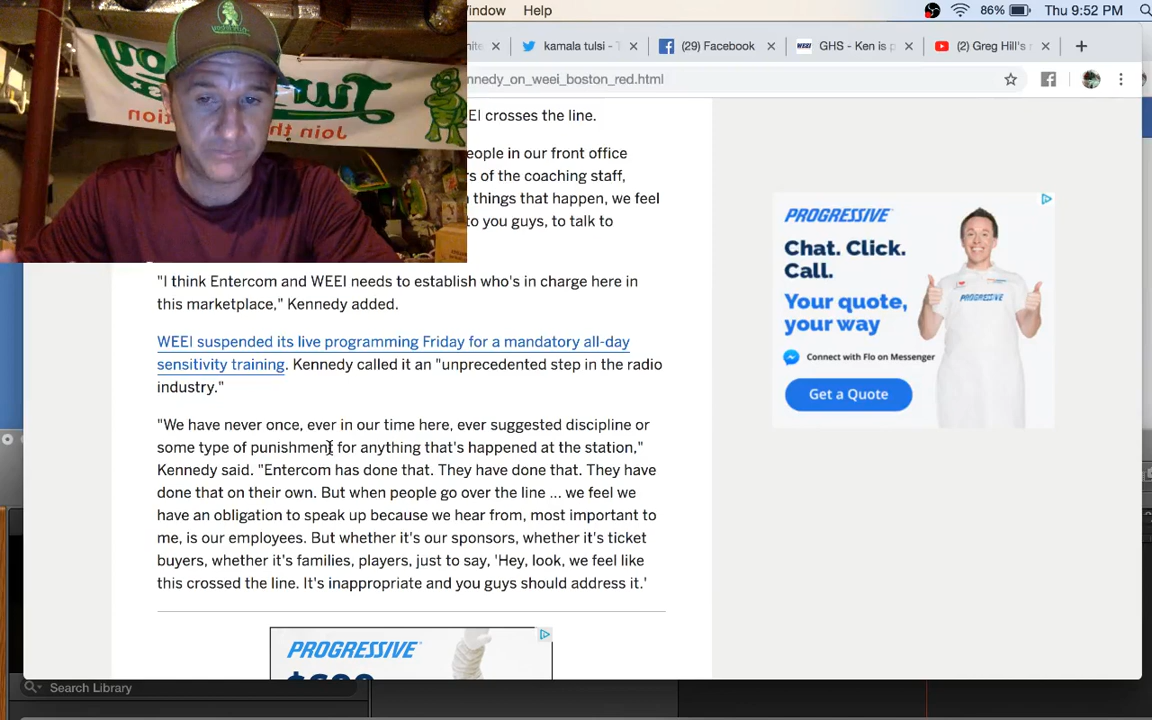 indow Help 86% Thu 9:52 PM
kamala tulsi - T
(29) Facebook
WEEI GHS - Ken is p
(2) Greg Hill's r
nnedy_on_weei_boston_red.html
EI crosses the line.
eople in our front office
rs of the coaching staff,
n things that happen, we feel
to you guys, to talk to
"I think Entercom and WEEI needs to establish who's in charge here in
this marketplace," Kennedy added.
WEEI suspended its live programming Friday for a mandatory all-day
sensitivity training. Kennedy called it an "unprecedented step in the radio
industry."
"We have never once, ever in our time here, ever suggested discipline or
some type of punishment for anything that's happened at the station,"
Kennedy said. "Entercom has done that. They have done that. They have
done that on their own. But when people go over the line ... we feel we
have an obligation to speak up because we hear from, most important to
me, is our employees. But whether it's our sponsors, whether it's ticket
buyers, whether it's families, players, just to say, 'Hey, look, we feel like
this crossed the line. It's inappropriate and you guys should address it.'
PROGRESSIVE
Chat. Click.
Call.
Your quote,
your way
Connect with Flo on Messenger
Get a Quote
PROGRESSIVE
PROGRESSIVE
Search Library